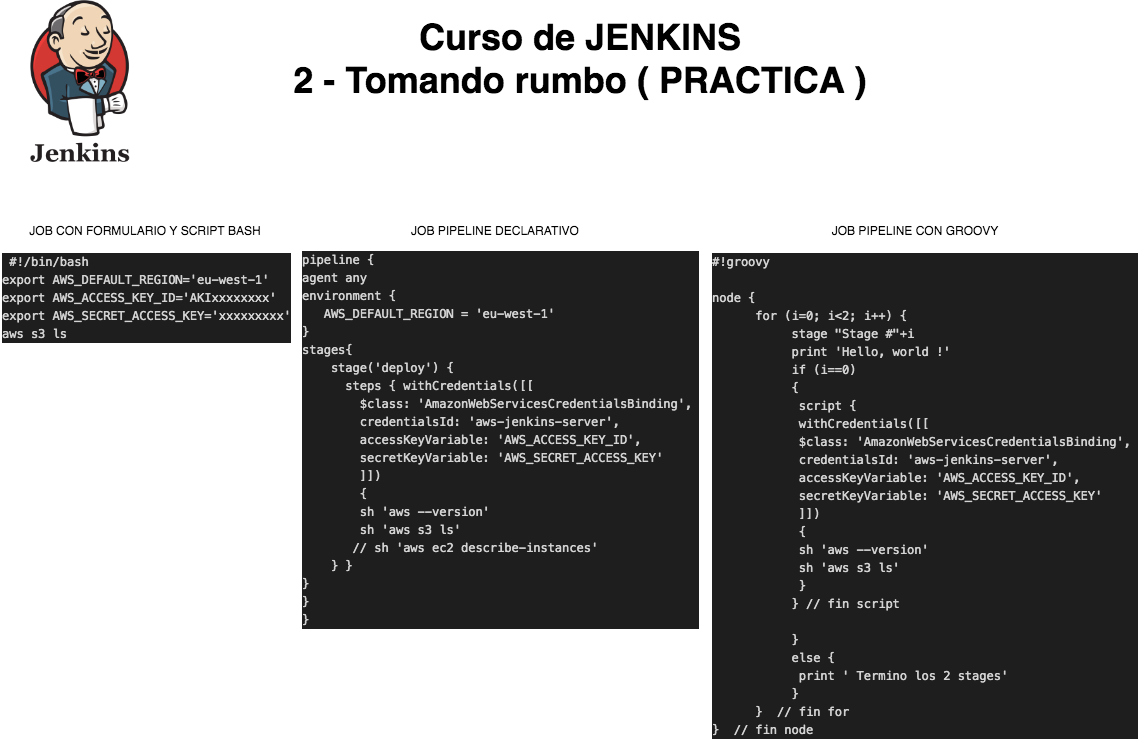 Curso de JENKINS
2 - Tomando rumbo ( PRACTICA )
Jenkins
JOB CON FORMULARIO Y SCRIPT BASH
#!/bin/bash
export AWS_DEFAULT_REGION='eu-west-1'
export AWS_ACCESS_KEY_ID='AKIxxxxxxxx'
export AWS_SECRET_ACCESS_KEY='xxxxxxxxx'
aws s3 ls
JOB PIPELINE DECLARATIVO
pipeline {
agent any
environment {
AWS_DEFAULT_REGION = 'eu-west-1'
}
stages{
stage('deploy') {
steps { withCredentials([[
$class: 'AmazonWebServicesCredentialsBinding',
credentialsId: 'aws-jenkins-server',
accessKeyVariable: 'AWS_ACCESS_KEY_ID',
secretKeyVariable: 'AWS_SECRET_ACCESS_KEY'
]])
{
sh 'aws --version'
sh 'aws s3 ls'
// sh 'aws ec2 describe-instances'
} }
}
}
}
JOB PIPELINE CON GROOVY
#!groovy
node {
for (i=0; i<2; i++) {
stage "Stage #"+i
print 'Hello, world !'
if (i==0)
{
script {
withCredentials([[
$class: 'AmazonWebServicesCredentialsBinding',
credentialsId: 'aws-jenkins-server',
accessKeyVariable: 'AWS_ACCESS_KEY_ID',
secretKeyVariable: 'AWS_SECRET_ACCESS_KEY'
]])
{
sh 'aws --version'
sh 'aws s3 ls'
}
} // fin script
}
else {
print ' Termino los 2 stages'
}
} // fin for
} // fin node